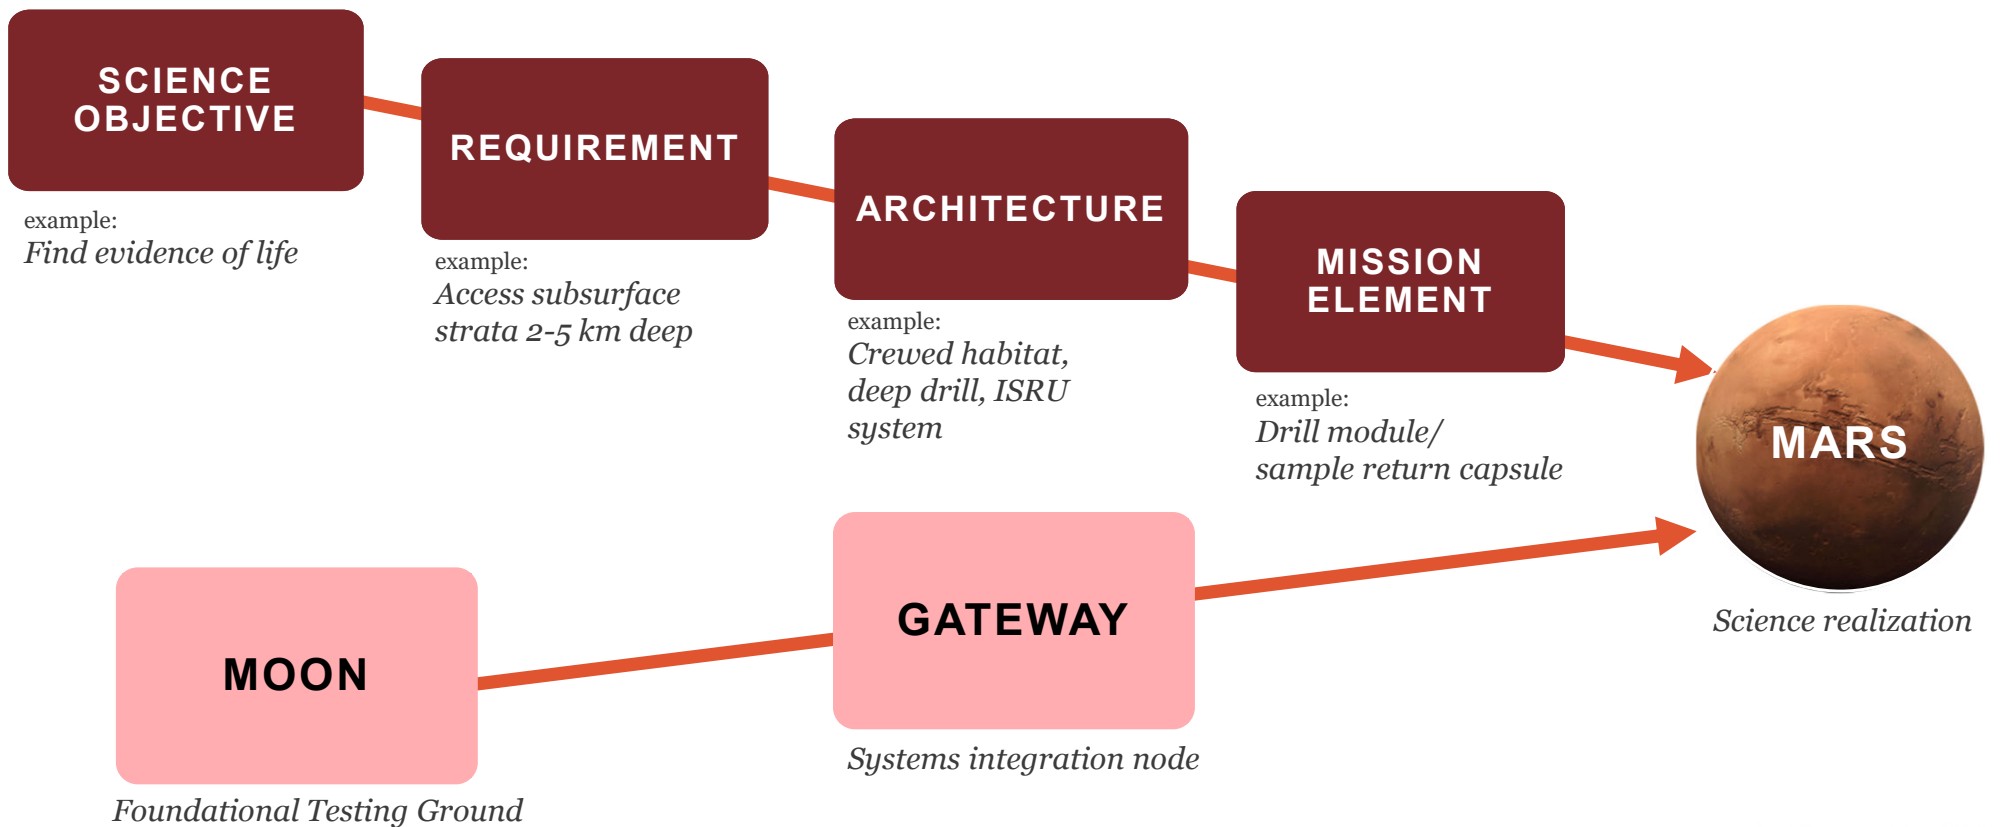 SCIENCE
OBJECTIVE
example:
Find evidence of life
REQUIREMENT
example:
Access subsurface
strata 2-5 km deep
ARCHITECTURE
example:
Crewed habitat,
deep drill, ISRU
system
MISSION
ELEMENT
example:
Drill module/
sample return capsule
MARS
Science realization
MOON
Foundational Testing Ground
GATEWAY
Systems integration node